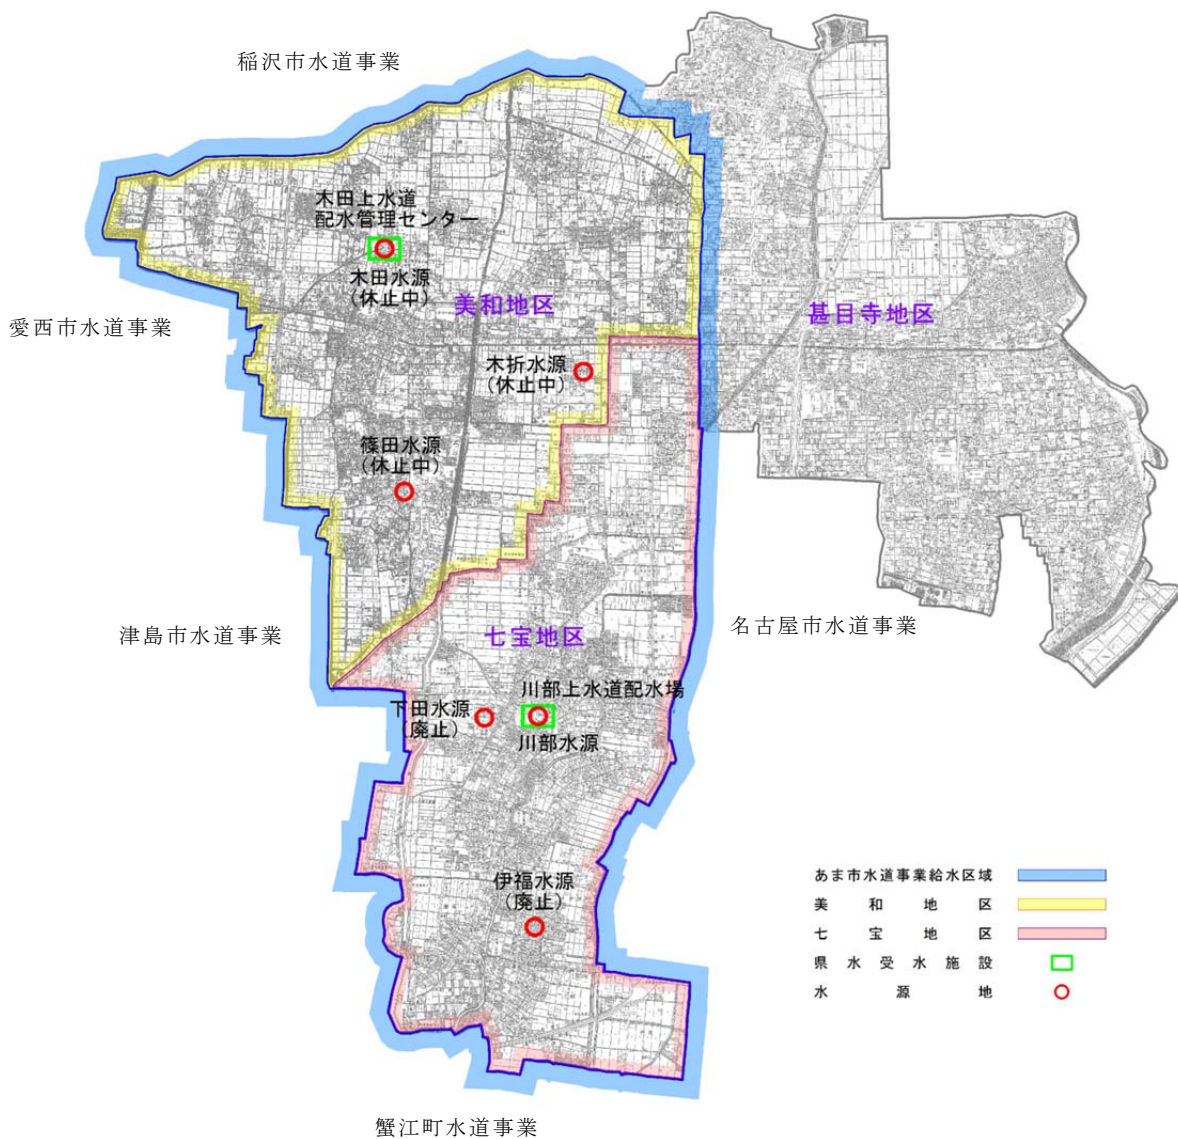 稲沢市水道事業
木田上水道
配水管理センター
木田水源
(休止中)
美和地区
甚目寺地区
愛西市水道事業
木折水源
(休止中)
篠田水源
(休止中)
津島市水道事業
七宝地区
名古屋市水道事業
川部上水道配水場
下田水源
(廃止)
川部水源
伊福水源
(廃止)
あま市水道事業給水区域
美和地区
七宝地区
県水受水施設
水源地
蟹江町水道事業